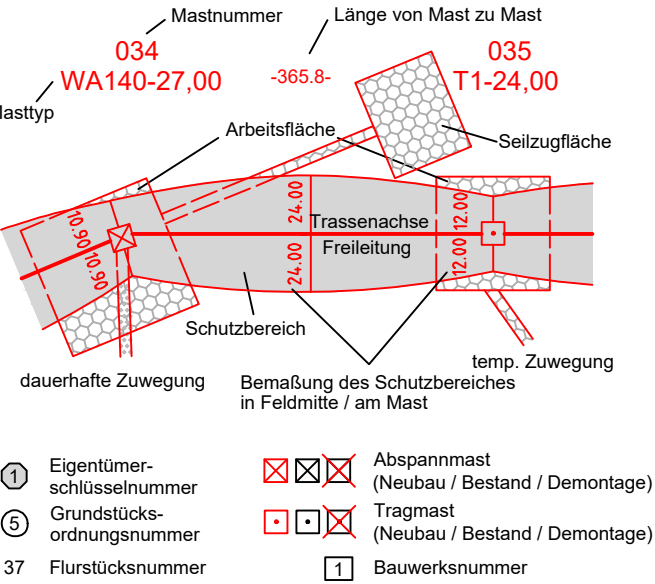 Mastnummer
Länge von Mast zu Mast
034
035
WA140-27,00
-365.8-
T1-24,00
Masttyp
Arbeitsfläche
Seilzugfläche
10.90
24.00
12.00
Trassenachse
Freileitung
10.90
24.00
12.00
Schutzbereich
temp. Zuwegung
dauerhafte Zuwegung
Bemaßung des Schutzbereiches
in Feldmitte / am Mast
1
Eigentümer-
schlüsselnummer
Abspannmast
(Neubau / Bestand / Demontage)
5
Grundstücks-
ordnungsnummer
Tragmast
(Neubau / Bestand / Demontage)
37 Flurstücksnummer
1 Bauwerksnummer